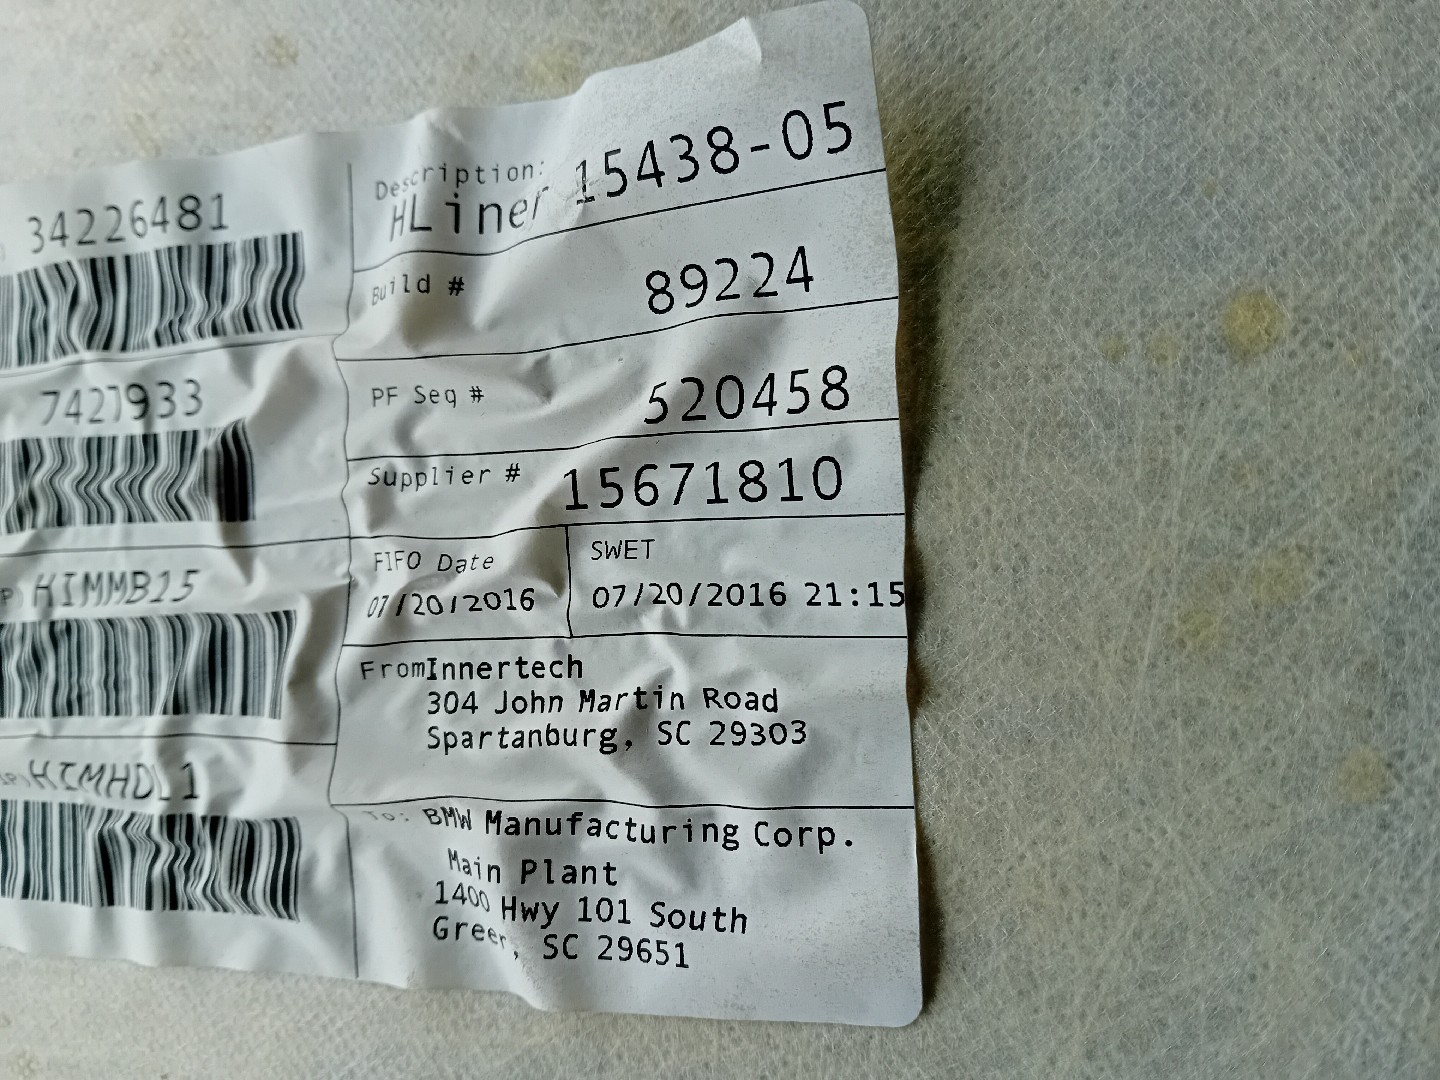 34226481
7427933
HIMMB15
HIMHDL1
Description:
HLiner 15438-05
Build # 89224
PF Seq # 520458
Supplier # 15671810
FIFO Date
07/20/2016
SWET
07/20/2016 21:15
From Innertech
304 John Martin Road
Spartanburg, SC 29303
To: BMW Manufacturing Corp.
Main Plant
1400 Hwy 101 South
Greer, SC 29651